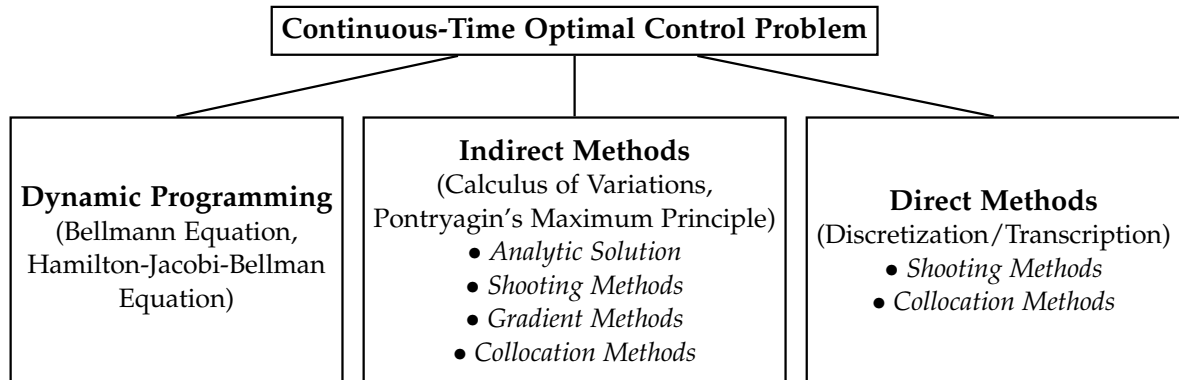 Continuous-Time Optimal Control Problem
Dynamic Programming
(Bellmann Equation,
Hamilton-Jacobi-Bellman
Equation)
Indirect Methods
(Calculus of Variations,
Pontryagin's Maximum Principle)
• Analytic Solution
• Shooting Methods
• Gradient Methods
• Collocation Methods
Direct Methods
(Discretization/Transcription)
• Shooting Methods
• Collocation Methods